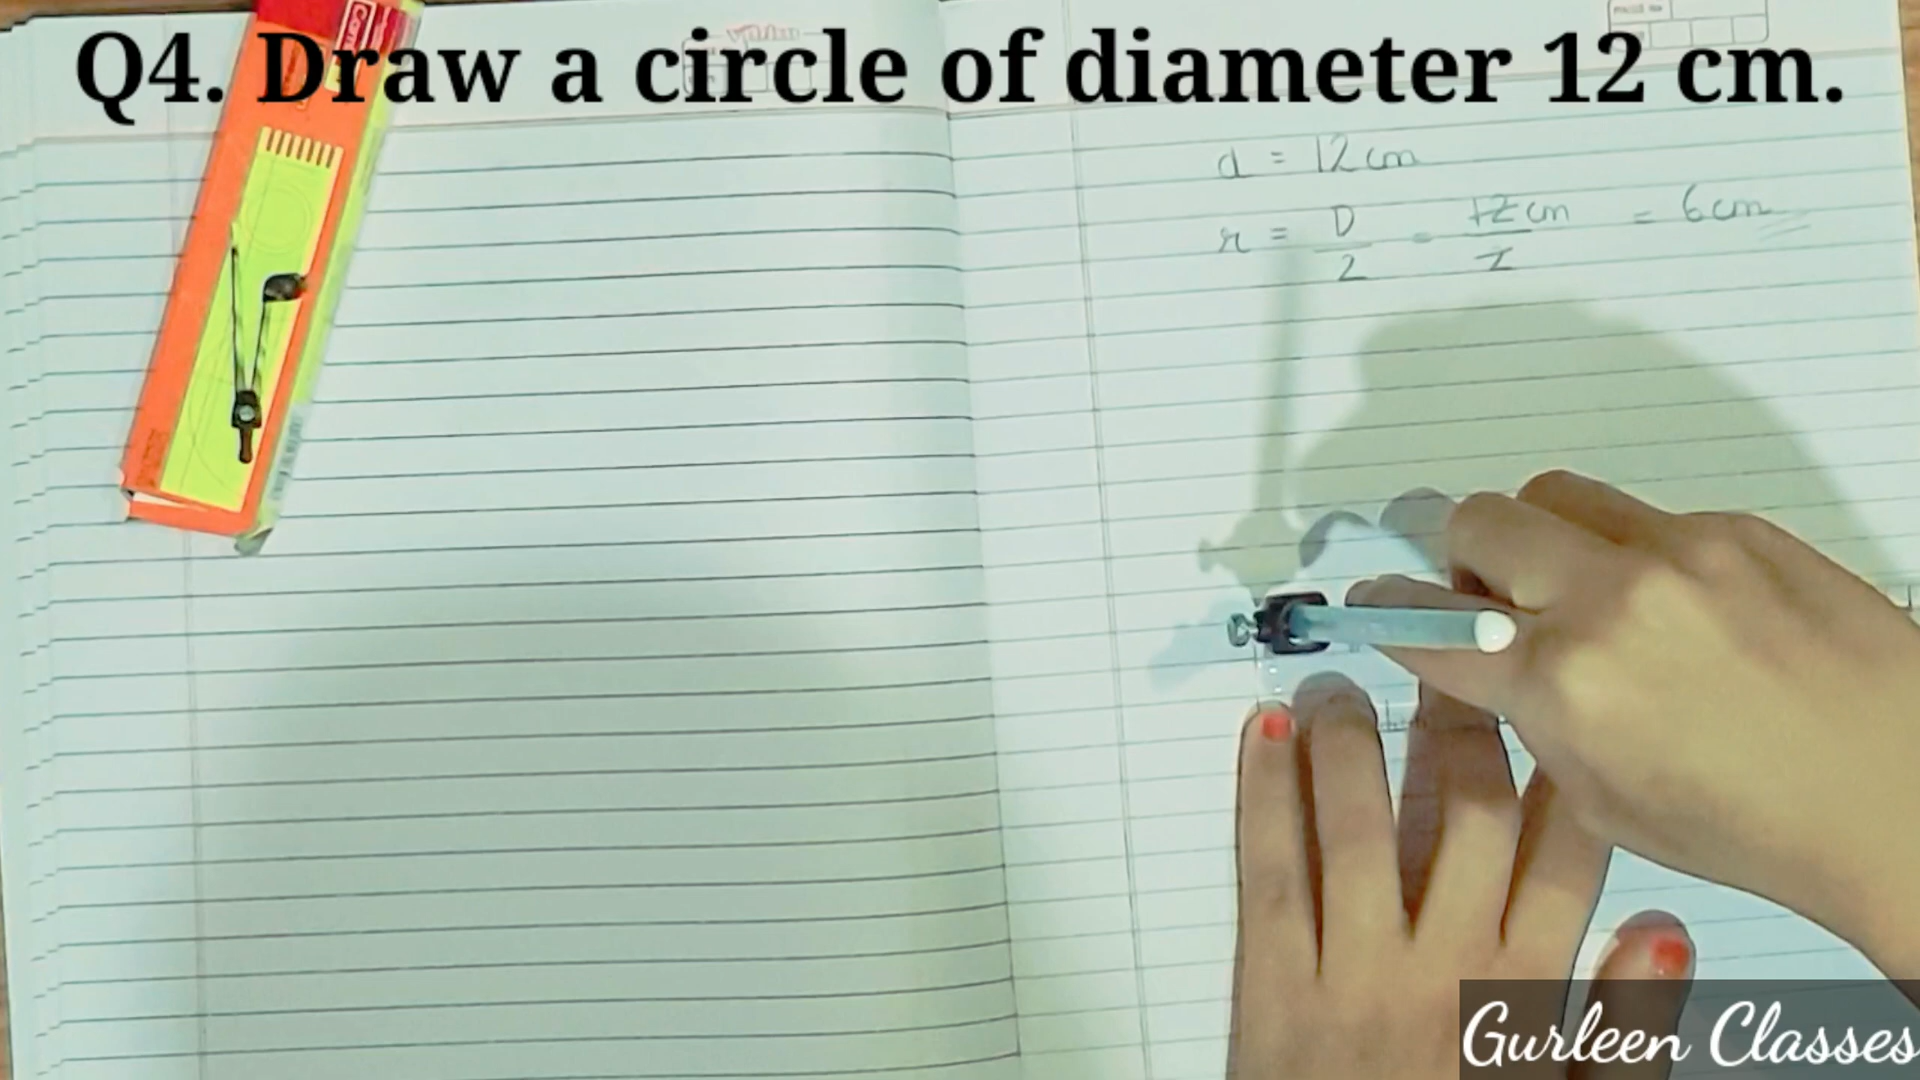 Q4. Draw a circle of diameter 12 cm.
d = 12 cm
r = D/2 = 12 cm/2 = 6 cm
Gurleen Classes